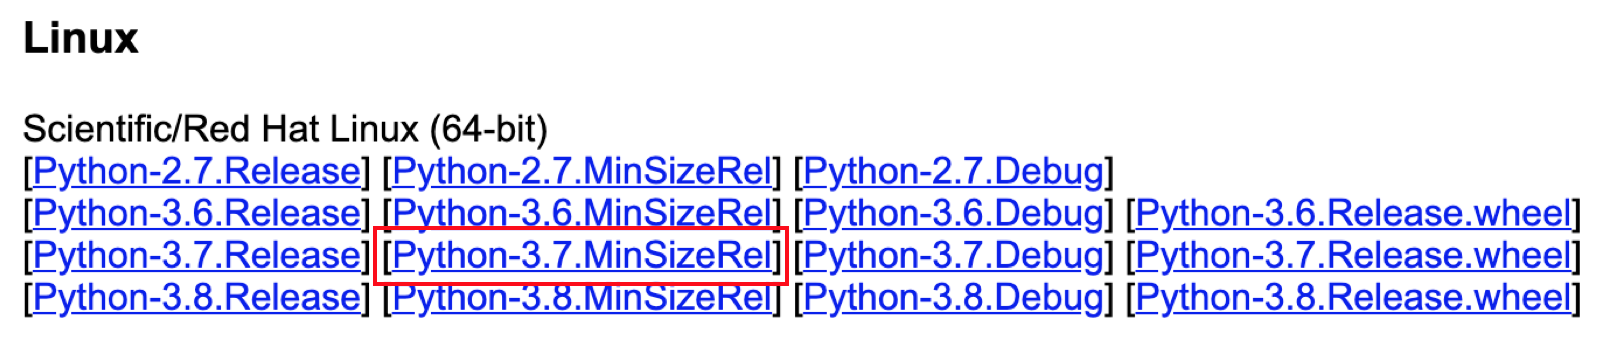 Linux
Scientific/Red Hat Linux (64-bit)
[Python-2.7.Release] [Python-2.7.MinSizeRel] [Python-2.7.Debug]
[Python-3.6.Release] [Python-3.6.MinSizeRel] [Python-3.6.Debug] [Python-3.6.Release.wheel]
[Python-3.7.Release] [Python-3.7.MinSizeRel] [Python-3.7.Debug] [Python-3.7.Release.wheel]
[Python-3.8.Release] [Python-3.8.MinSizeRel] [Python-3.8.Debug] [Python-3.8.Release.wheel]